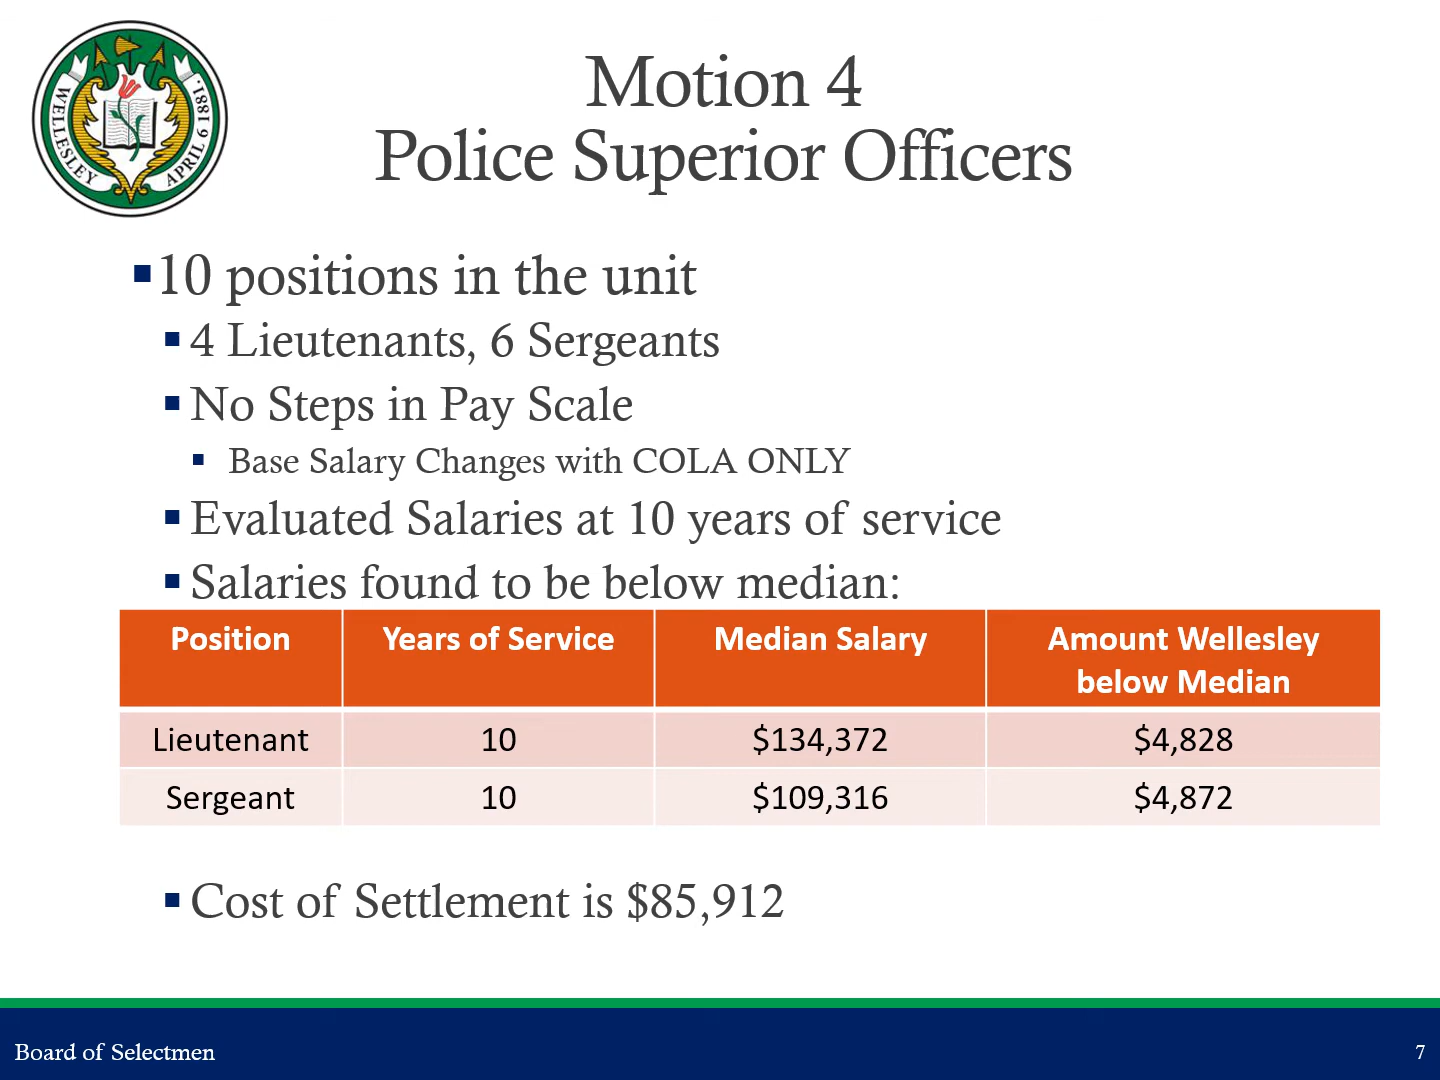 WELLESLEY
APRIL 6 1881.
Motion 4
Police Superior Officers
10 positions in the unit
4 Lieutenants, 6 Sergeants
No Steps in Pay Scale
Base Salary Changes with COLA ONLY
Evaluated Salaries at 10 years of service
Salaries found to be below median:
Position Years of Service Median Salary Amount Wellesley
below Median
Lieutenant 10 $134,372 $4,828
Sergeant 10 $109,316 $4,872
Cost of Settlement is $85,912
Board of Selectmen 7